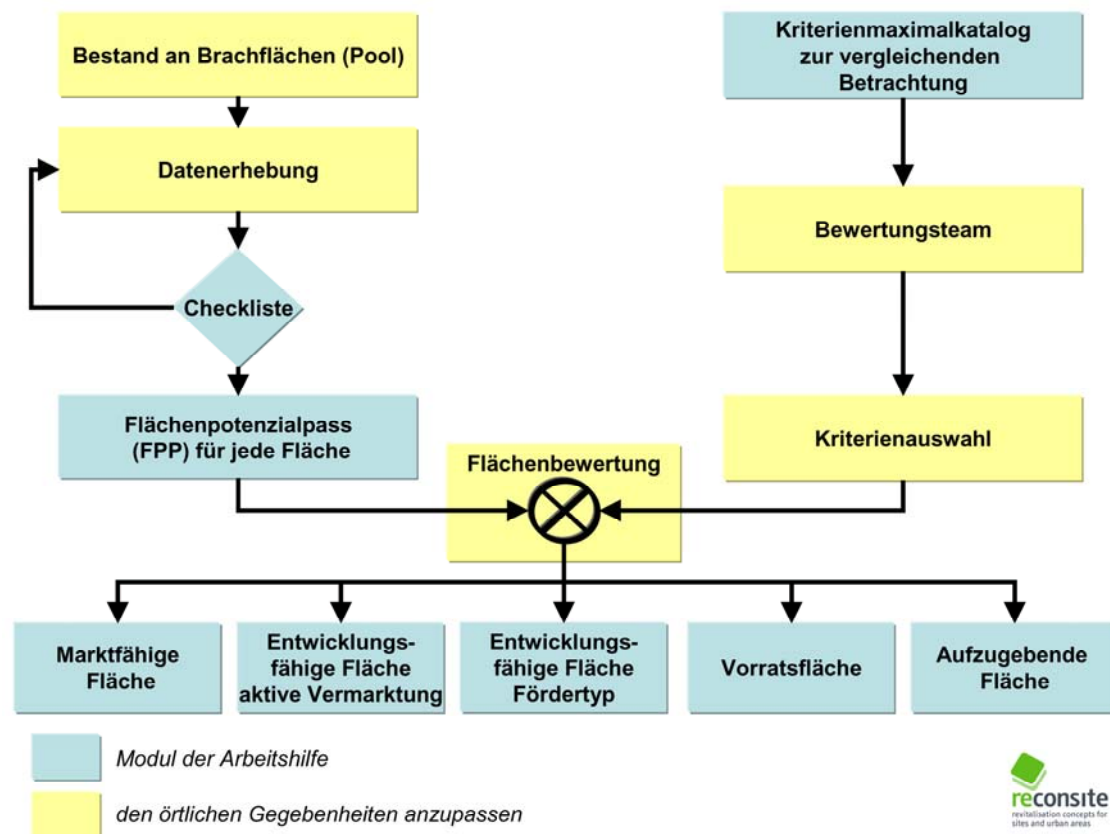 Bestand an Brachflächen (Pool)
Datenerhebung
Checkliste
Flächenpotenzialpass
(FPP) für jede Fläche
Kriterienmaximalkatalog
zur vergleichenden
Betrachtung
Bewertungsteam
Kriterienauswahl
Flächenbewertung
Marktfähige
Fläche
Entwicklungs-
fähige Fläche
aktive Vermarktung
Entwicklungs-
fähige Fläche
Fördertyp
Vorratsfläche
Aufzugebende
Fläche
Modul der Arbeitshilfe
den örtlichen Gegebenheiten anzupassen
reconsite
revitalisation concepts for
sites and urban areas